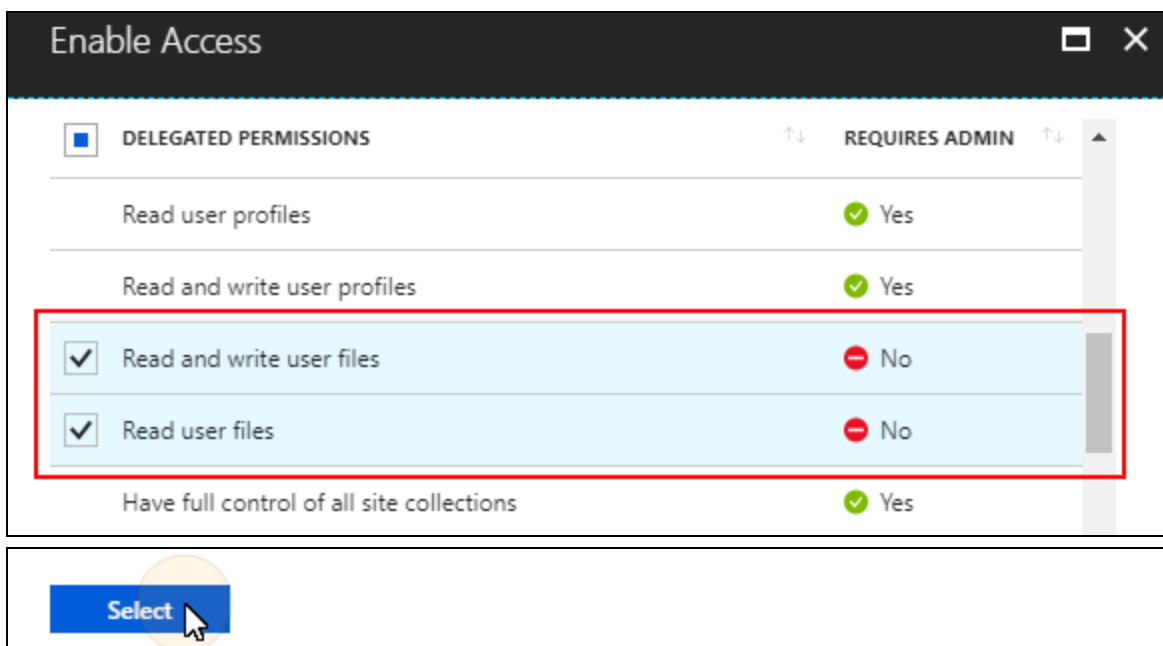 Enable Access
DELEGATED PERMISSIONS REQUIRES ADMIN
Read user profiles Yes
Read and write user profiles Yes
Read and write user files No
Read user files No
Have full control of all site collections Yes
Select